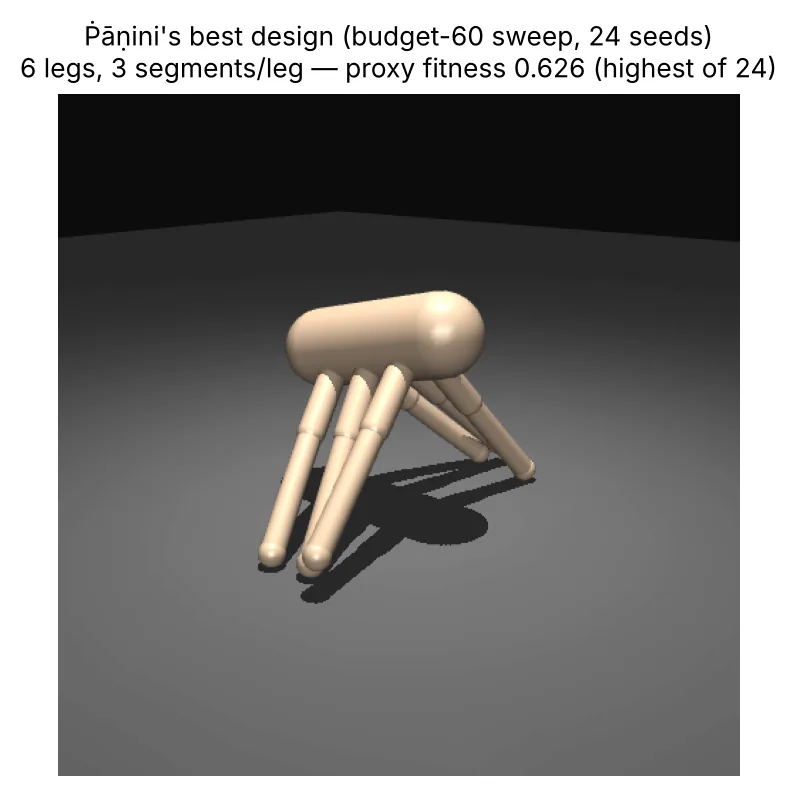 Ṗāṇini's best design (budget-60 sweep, 24 seeds)
6 legs, 3 segments/leg — proxy fitness 0.626 (highest of 24)